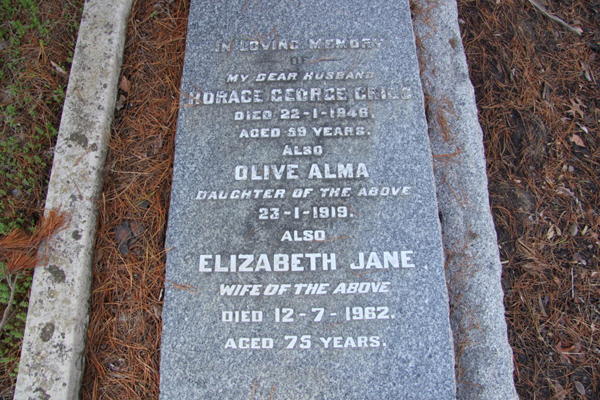 IN LOVING MEMORY
OF
MY DEAR HUSBAND
HORACE GEORGE
DIED 22-1-1946.
AGED 59 YEARS.
ALSO
OLIVE ALMA
DAUGHTER OF THE ABOVE
23-1-1919.
ALSO
ELIZABETH JANE
WIFE OF THE ABOVE
DIED 12-7-1962.
AGED 75 YEARS.